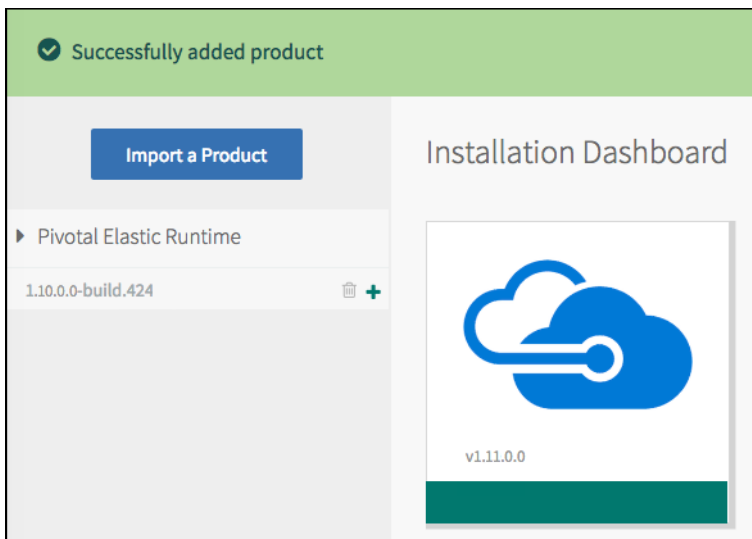 Successfully added product
Import a Product
Installation Dashboard
Pivotal Elastic Runtime
1.10.0.0-build.424
v1.11.0.0